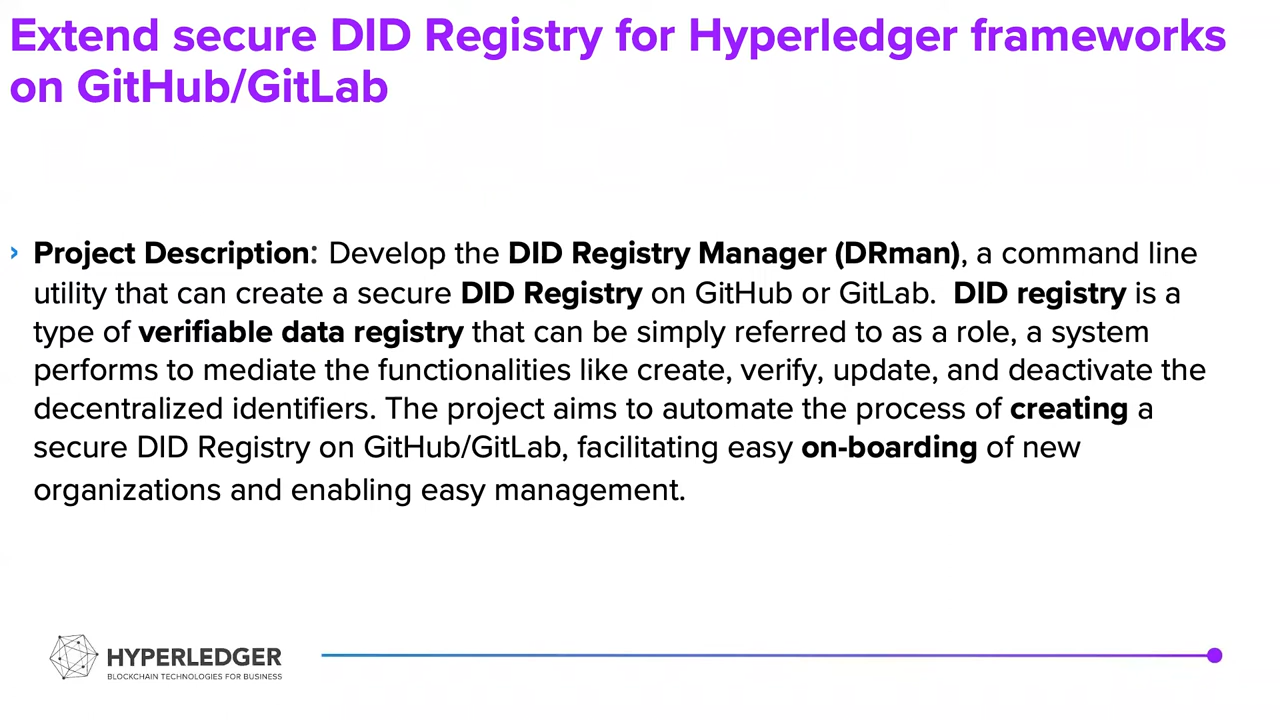 Extend secure DID Registry for Hyperledger frameworks
on GitHub/GitLab
› Project Description: Develop the DID Registry Manager (DRman), a command line
utility that can create a secure DID Registry on GitHub or GitLab.  DID registry is a
type of verifiable data registry that can be simply referred to as a role, a system
performs to mediate the functionalities like create, verify, update, and deactivate the
decentralized identifiers. The project aims to automate the process of creating a
secure DID Registry on GitHub/GitLab, facilitating easy on-boarding of new
organizations and enabling easy management.
HYPERLEDGER
BLOCKCHAIN TECHNOLOGIES FOR BUSINESS